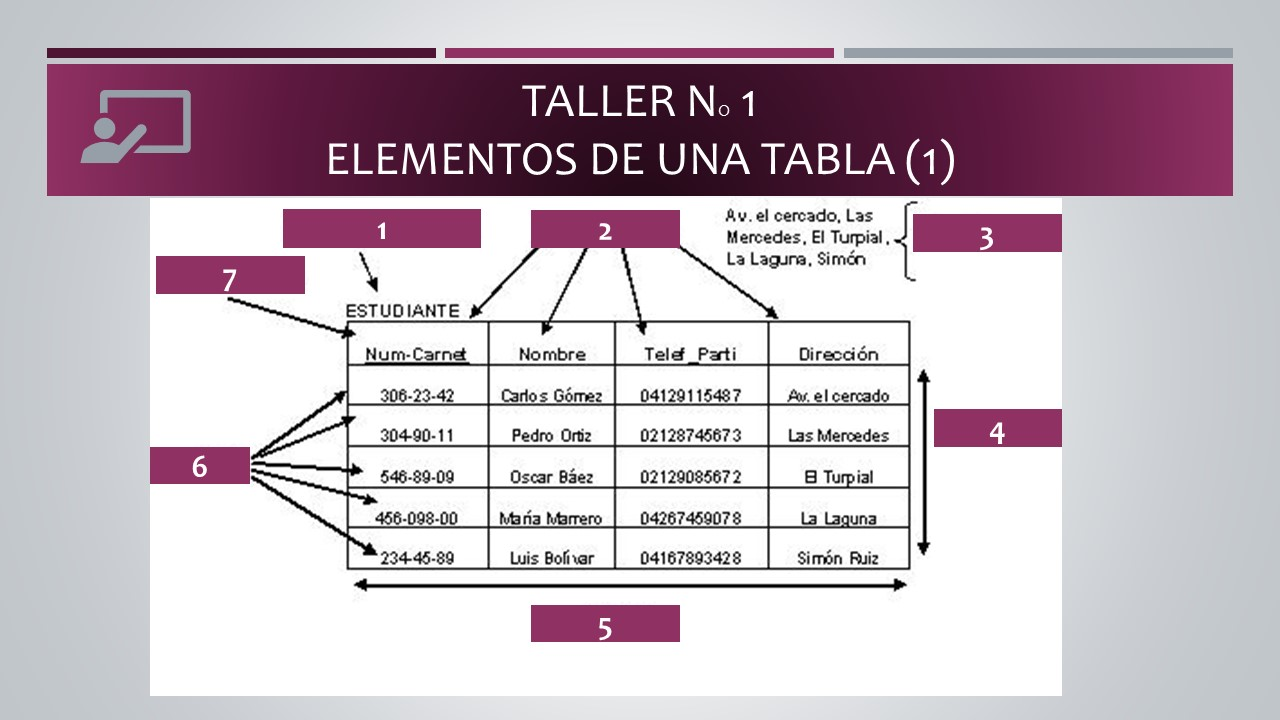 TALLER No 1
ELEMENTOS DE UNA TABLA (1)
1
2
Av. el cercado, Las
Mercedes, El Turpial,
La Laguna, Simón
3
7
ESTUDIANTE
Num-Carnet Nombre Telef_Parti Dirección
306-23-42 Carlos Gómez 04129115487 Av. el cercado
304-90-11 Pedro Ortiz 02128745673 Las Mercedes
4
6
546-89-09 Oscar Báez 02129085672 El Turpial
456-098-00 María Marrero 04267459078 La Laguna
234-45-89 Luis Bolívar 04167893428 Simón Ruiz
5